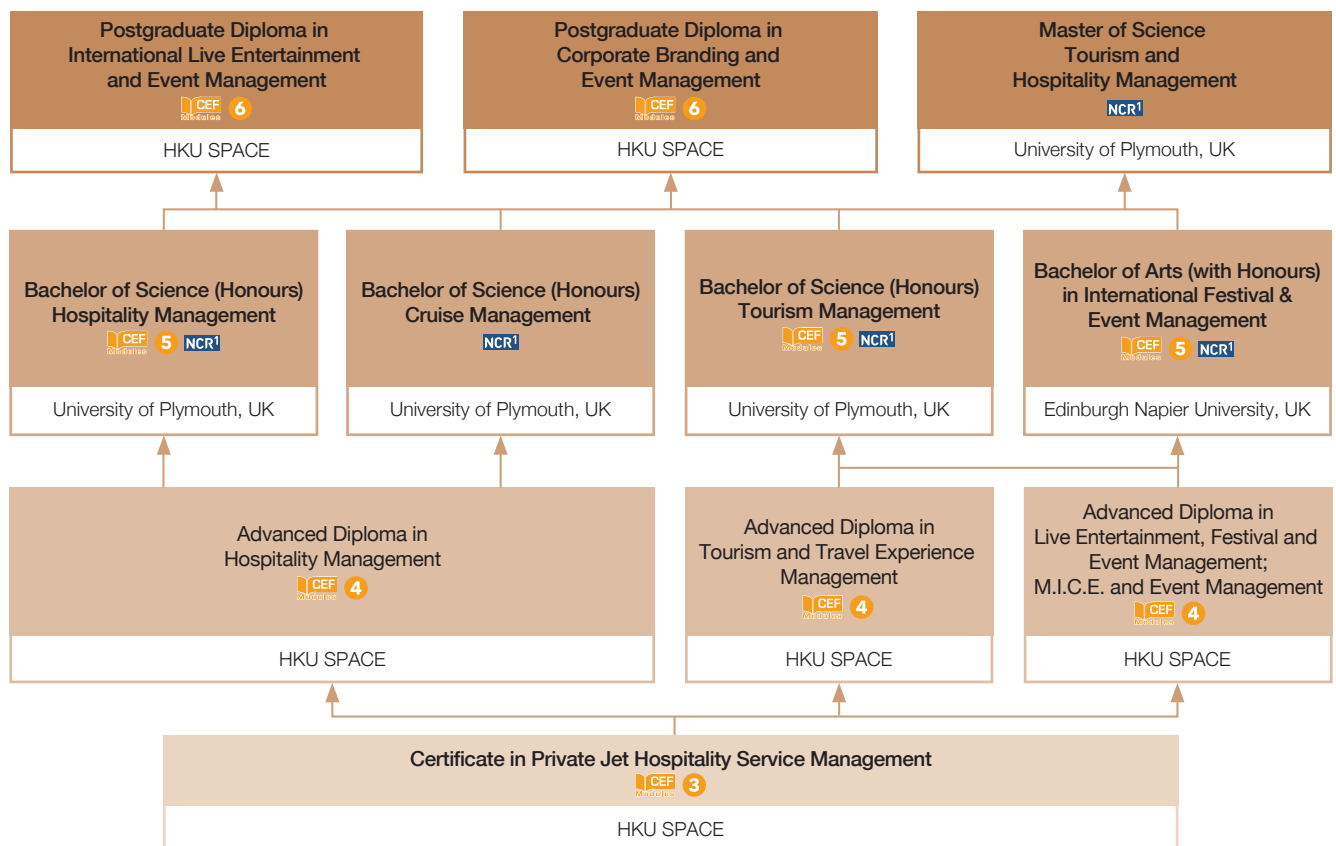 Postgraduate Diploma in
International Live Entertainment
and Event Management
CEF
Modules
6
HKU SPACE
Postgraduate Diploma in
Corporate Branding and
Event Management
CEF
Modules
6
HKU SPACE
Master of Science
Tourism and
Hospitality Management
NCR¹
University of Plymouth, UK
Bachelor of Science (Honours)
Hospitality Management
CEF
Modules
5
NCR¹
University of Plymouth, UK
Bachelor of Science (Honours)
Cruise Management
NCR¹
University of Plymouth, UK
Bachelor of Science (Honours)
Tourism Management
CEF
Modules
5
NCR¹
University of Plymouth, UK
Bachelor of Arts (with Honours)
in International Festival &
Event Management
CEF
Modules
5
NCR¹
Edinburgh Napier University, UK
Advanced Diploma in
Hospitality Management
CEF
Modules
4
HKU SPACE
Advanced Diploma in
Tourism and Travel Experience
Management
CEF
Modules
4
HKU SPACE
Advanced Diploma in
Live Entertainment, Festival and
Event Management;
M.I.C.E. and Event Management
CEF
Modules
4
HKU SPACE
Certificate in Private Jet Hospitality Service Management
CEF
Modules
3
HKU SPACE